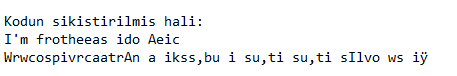 Kodun sikistirilmis hali:
I'm frotheeas ido Aeic
WrwcospivrcaatrAn a ikss,bu i su,ti su,ti sIlvo ws iÿ